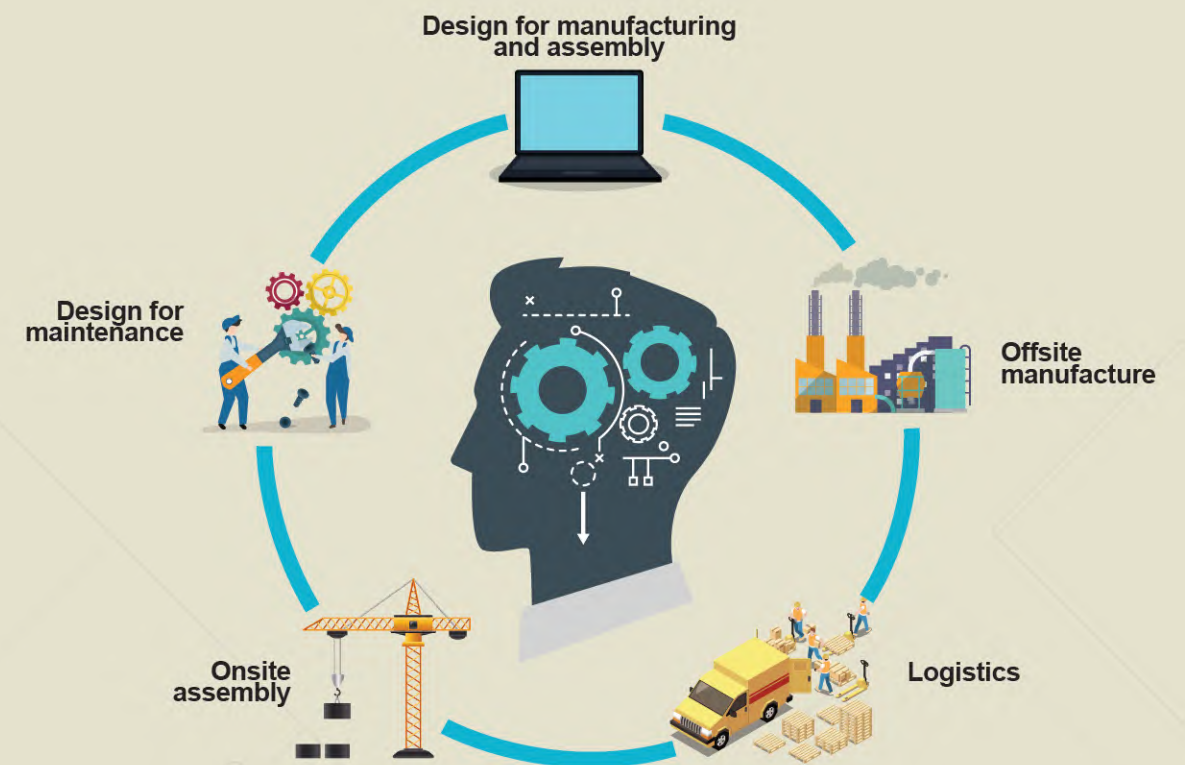 Design for manufacturing
and assembly
Design for
maintenance
Offsite
manufacture
Onsite
assembly
Logistics